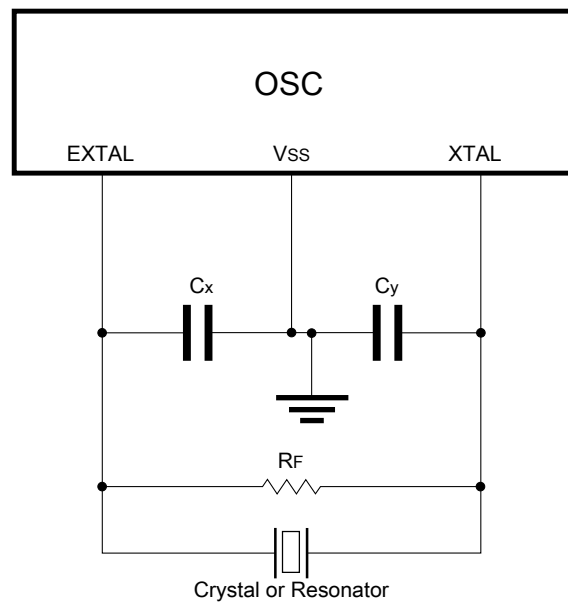 OSC
EXTAL VSS XTAL
Cx Cy
RF
Crystal or Resonator